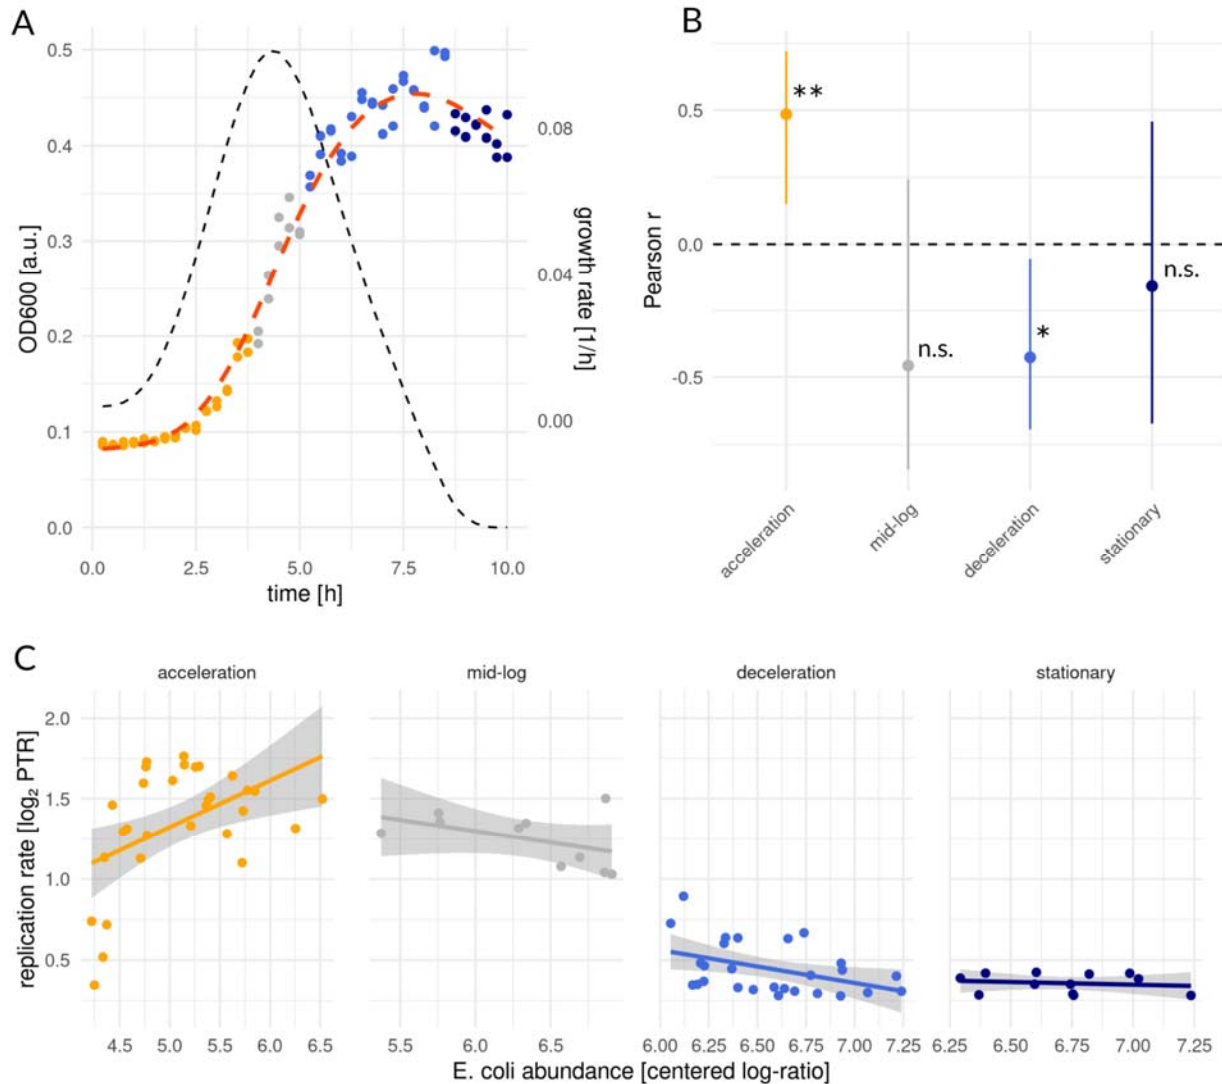 A
B
0.5
0.4
0.3
0.2
0.1
0.0
OD600 [a.u.]
0.08
0.04
0.00
growth rate [1/h]
0.0 2.5 5.0 7.5 10.0
time [h]
0.5
0.0
-0.5
Pearson r
**
n.s.
*
n.s.
acceleration
mid-log
deceleration
stationary
C
acceleration mid-log deceleration stationary
2.0
1.5
1.0
0.5
replication rate [log₂ PTR]
4.5 5.0 5.5 6.0 6.5 5.5 6.0 6.5 6.00 6.25 6.50 6.75 7.00 7.25 6.25 6.50 6.75 7.00 7.25
E. coli abundance [centered log-ratio]